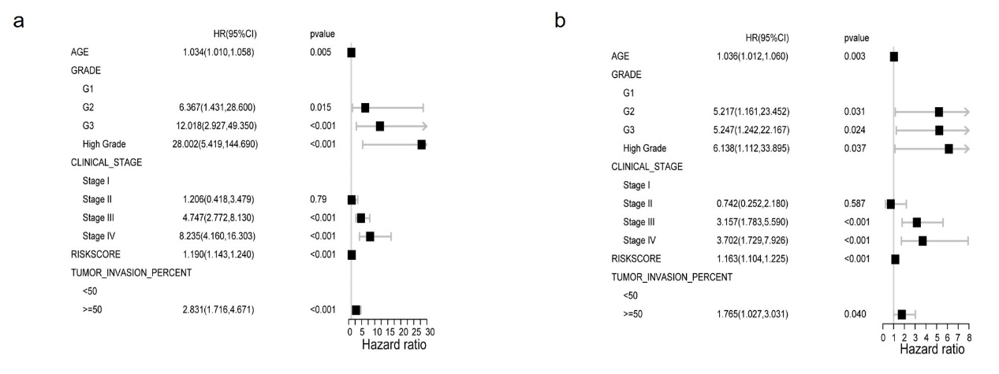 a
HR(95%CI) pvalue
AGE 1.034(1.010,1.058) 0.005
GRADE
G1
G2 6.367(1.431,28.600) 0.015
G3 12.018(2.927,49.350) <0.001
High Grade 28.002(5.419,144.690) <0.001
CLINICAL_STAGE
Stage I
Stage II 1.206(0.418,3.479) 0.79
Stage III 4.747(2.772,8.130) <0.001
Stage IV 8.235(4.160,16.303) <0.001
RISKSCORE 1.190(1.143,1.240) <0.001
TUMOR_INVASION_PERCENT
<50
>=50 2.831(1.716,4.671) <0.001
0 5 10 15 20 25 30
Hazard ratio
b
HR(95%CI) pvalue
AGE 1.036(1.012,1.060) 0.003
GRADE
G1
G2 5.217(1.161,23.452) 0.031
G3 5.247(1.242,22.167) 0.024
High Grade 6.138(1.112,33.895) 0.037
CLINICAL_STAGE
Stage I
Stage II 0.742(0.252,2.180) 0.587
Stage III 3.157(1.783,5.590) <0.001
Stage IV 3.702(1.729,7.926) <0.001
RISKSCORE 1.163(1.104,1.225) <0.001
TUMOR_INVASION_PERCENT
<50
>=50 1.765(1.027,3.031) 0.040
0 1 2 3 4 5 6 7 8
Hazard ratio